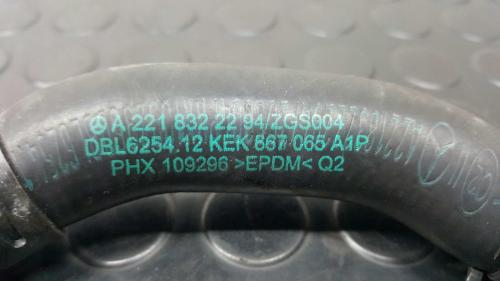 A 221 832 22 94/ZGS004
DBL6254.12 KEK 667 065 A1P
PHX 109296 >EPDM< Q2